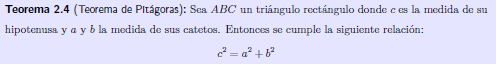 Teorema 2.4 (Teorema de Pitágoras): Sea ABC un triángulo rectángulo donde c es la medida de su
hipotenusa y a y b la medida de sus catetos. Entonces se cumple la siguiente relación:
c² = a² + b²